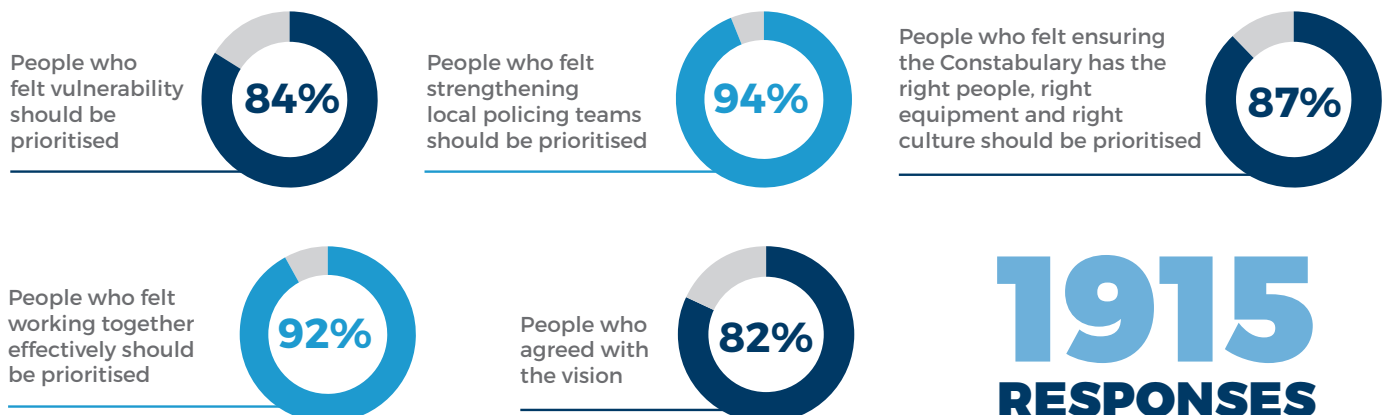 People who
felt vulnerability
should be
prioritised
84%
People who felt
strengthening
local policing teams
should be prioritised
94%
People who felt ensuring
the Constabulary has the
right people, right
equipment and right
culture should be prioritised
87%
People who felt
working together
effectively should
be prioritised
92%
People who
agreed with
the vision
82%
1915
RESPONSES